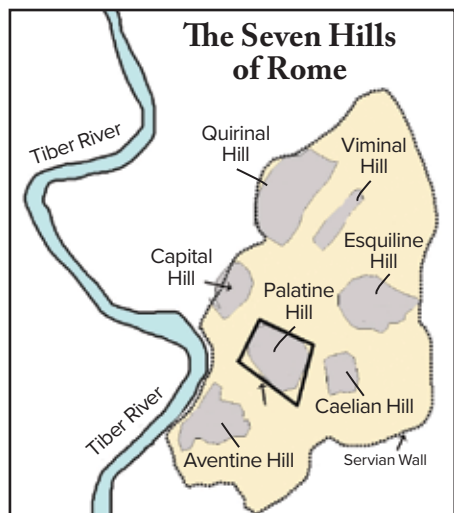 The Seven Hills
of Rome
Tiber River
Quirinal
Hill
Viminal
Hill
Capital
Hill
Esquiline
Hill
Palatine
Hill
Caelian Hill
Tiber River
Aventine Hill
Servian Wall